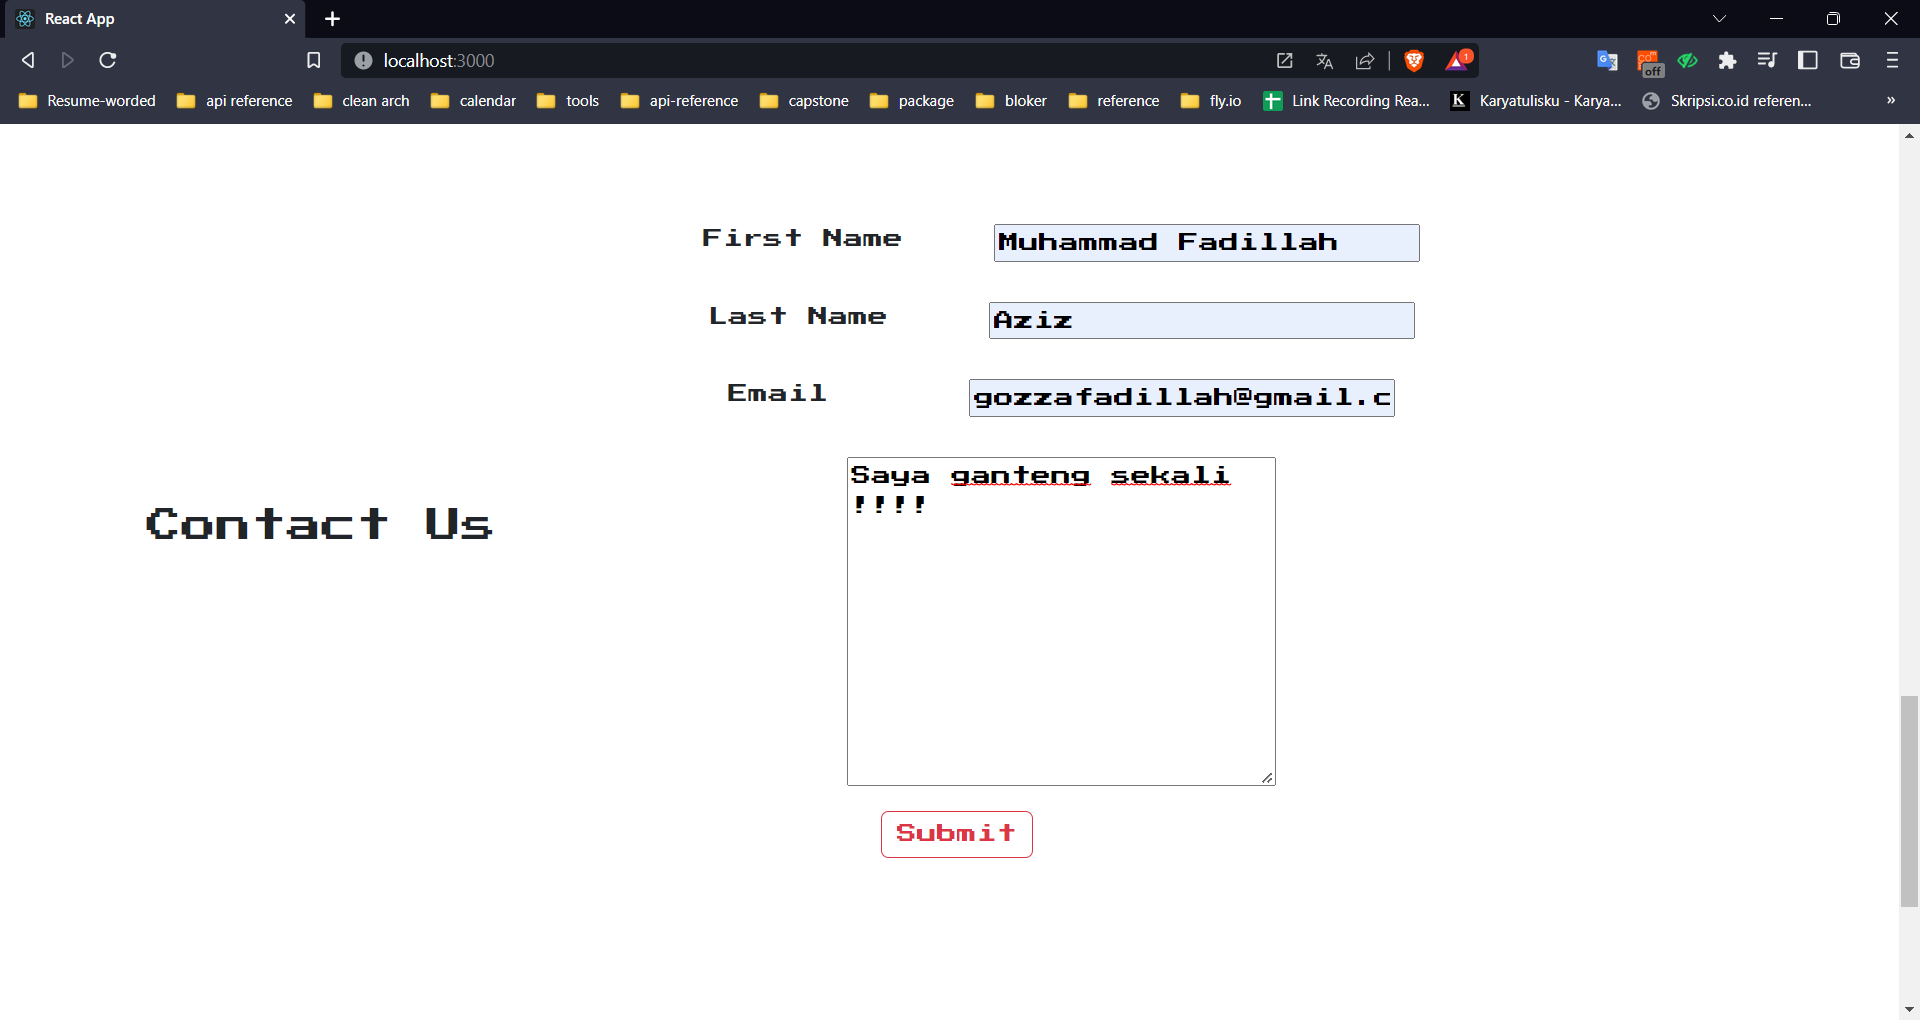 React App
localhost:3000
1
off
Resume-worded
api reference
clean arch
calendar
tools
api-reference
capstone
package
bloker
reference
fly.io
Link Recording Rea...
K
Karyatulisku - Karya...
Skripsi.co.id referen...
»
First Name
Muhammad Fadillah
Last Name
Aziz
Email
gozzafadillah@gmail.c
Saya ganteng sekali
!!!!
Contact Us
Submit